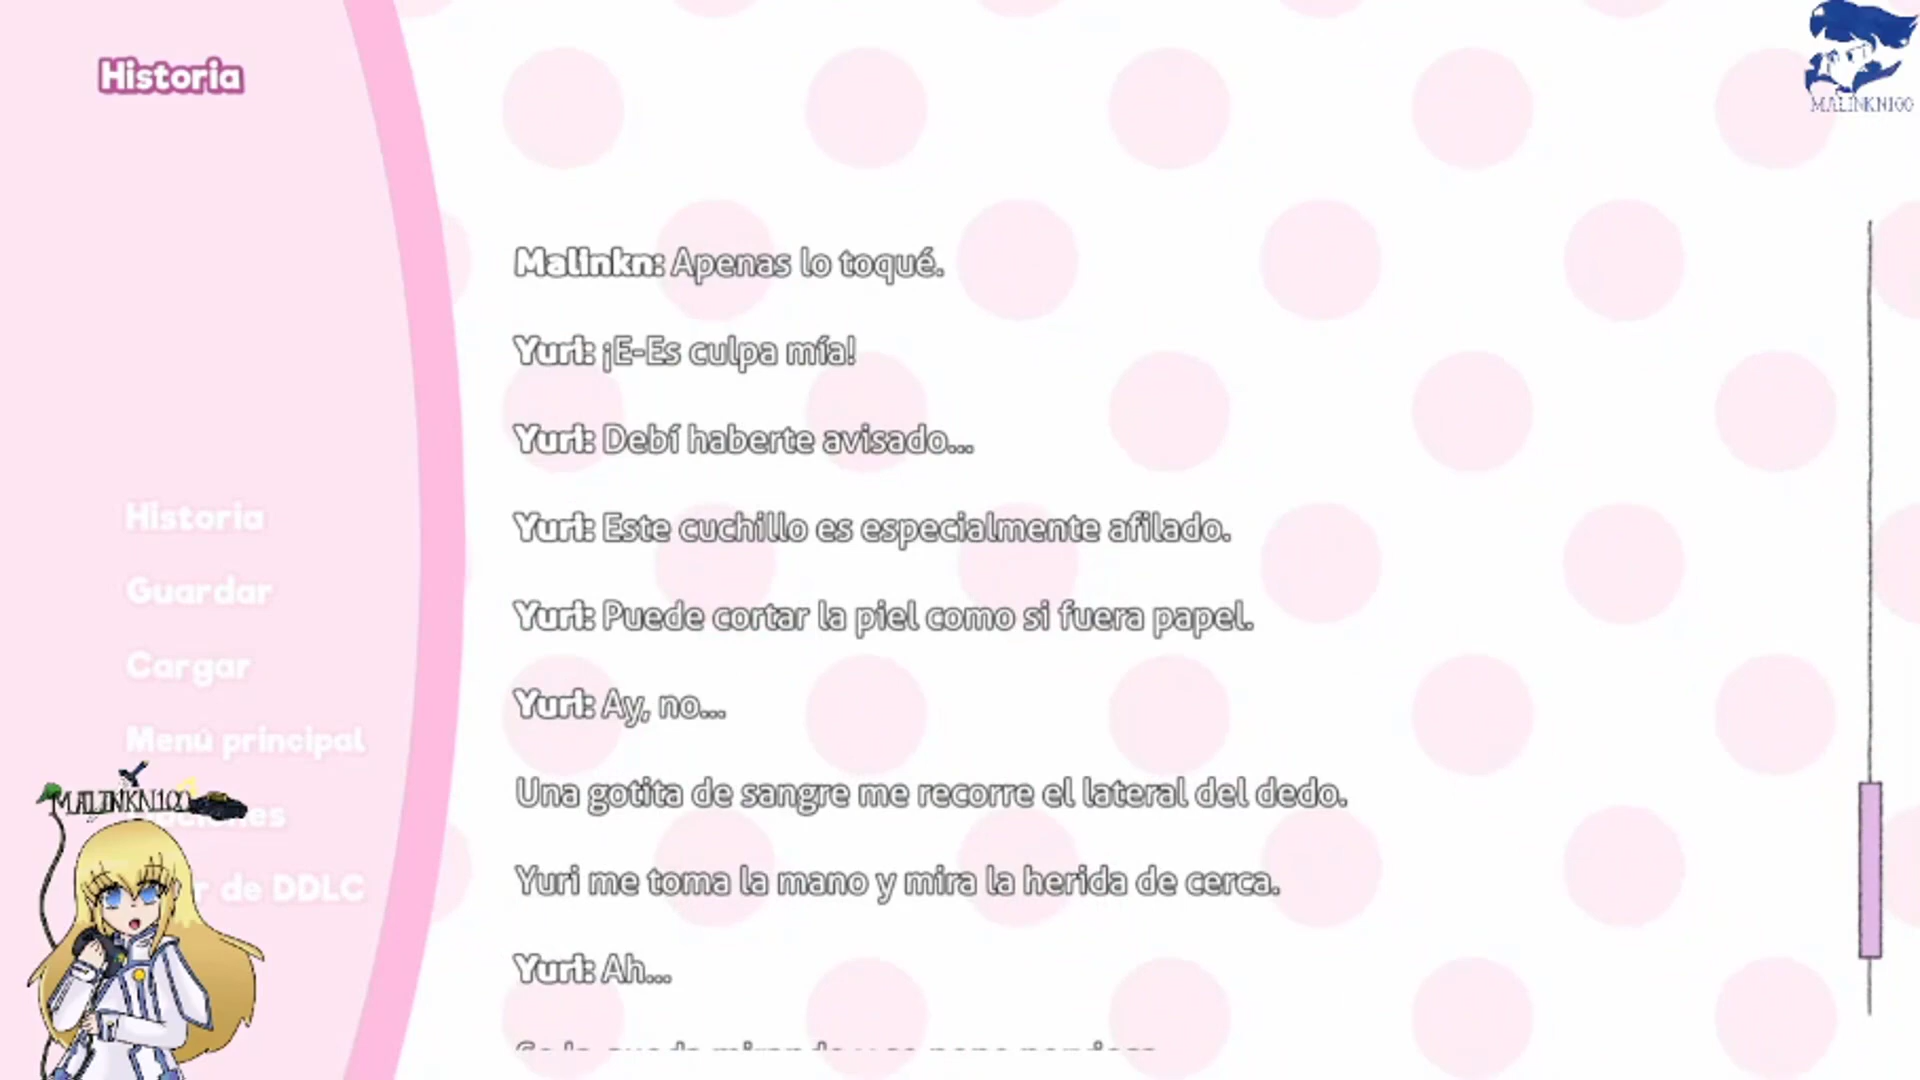 Historia
MALINKN100
Malinkn: Apenas lo toqué.
Yuri: ¡E-Es culpa mía!
Yuri: Debí haberte avisado...
Yuri: Este cuchillo es especialmente afilado.
Yuri: Puede cortar la piel como si fuera papel.
Yuri: Ay, no...
Una gotita de sangre me recorre el lateral del dedo.
Yuri me toma la mano y mira la herida de cerca.
Yuri: Ah...
Historia
Guardar
Cargar
Menú principal
MALINKN100
de DDLC